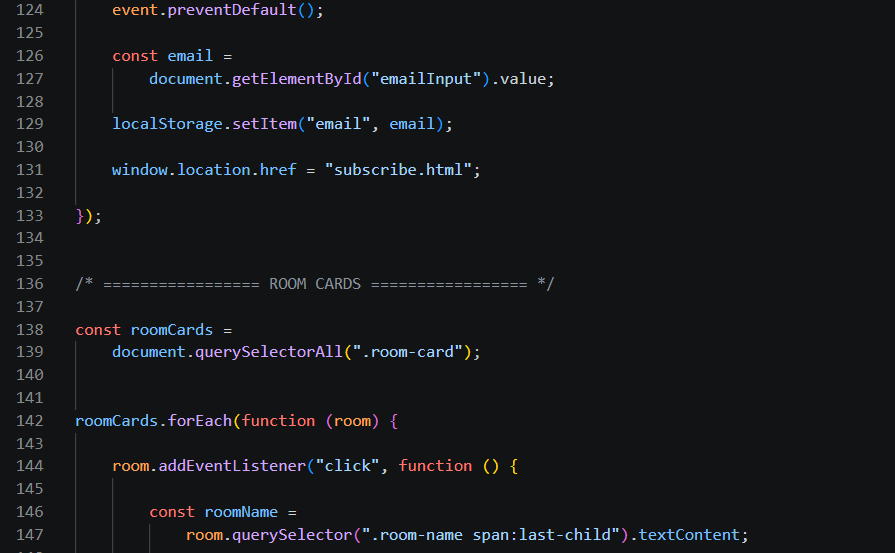 124 event.preventDefault();
125
126 const email =
127 document.getElementById("emailInput").value;
128
129 localStorage.setItem("email", email);
130
131 window.location.href = "subscribe.html";
132
133 });
134
135
136 /* ================= ROOM CARDS ================= */
137
138 const roomCards =
139 document.querySelectorAll(".room-card");
140
141
142 roomCards.forEach(function (room) {
143
144 room.addEventListener("click", function () {
145
146 const roomName =
147 room.querySelector(".room-name span:last-child").textContent;